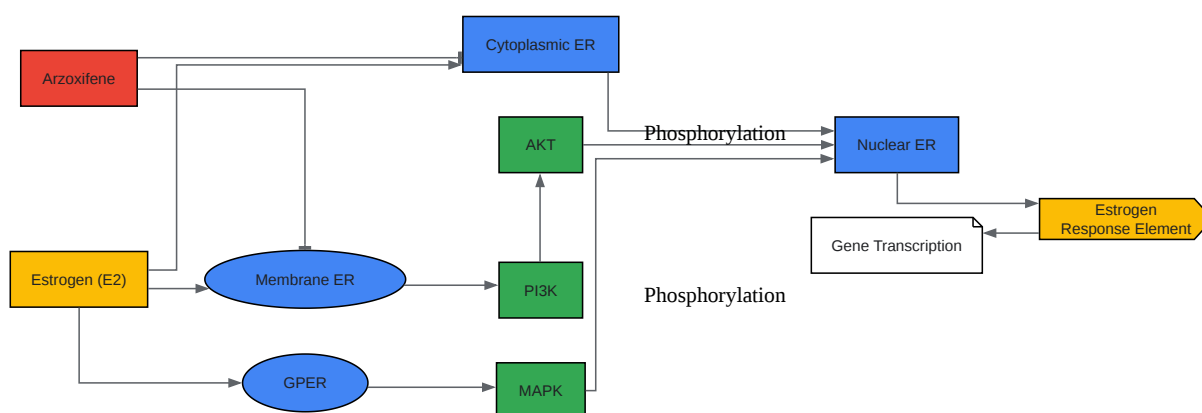 Cytoplasmic ER
Arzoxifene
AKT
Phosphorylation
Nuclear ER
Estrogen
Response Element
Gene Transcription
Estrogen (E2)
Membrane ER
PI3K
Phosphorylation
GPER
MAPK